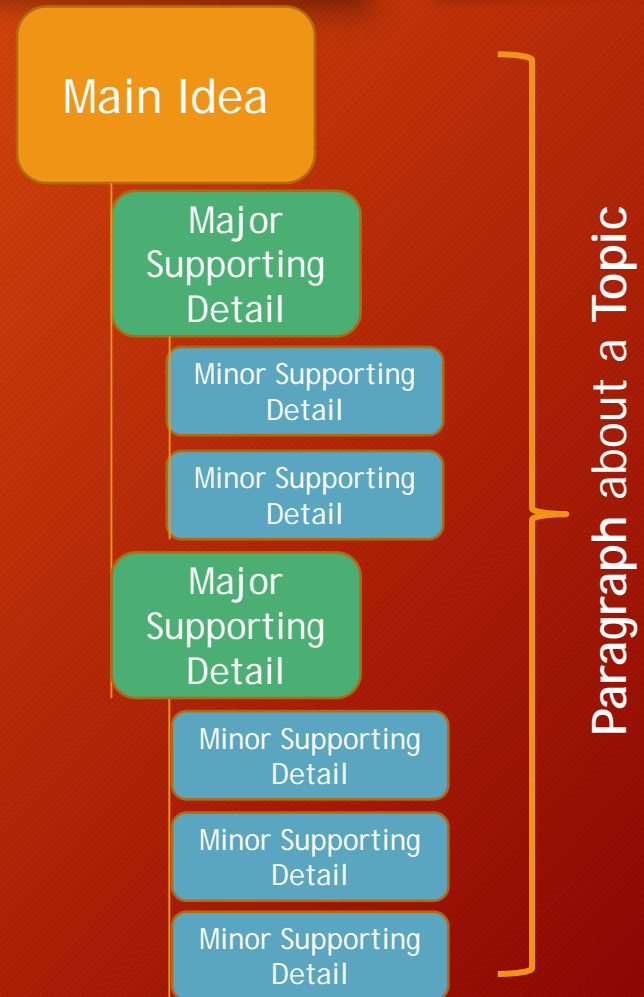 Main Idea
Major
Supporting
Detail
Minor Supporting
Detail
Minor Supporting
Detail
Major
Supporting
Detail
Minor Supporting
Detail
Minor Supporting
Detail
Minor Supporting
Detail
Paragraph about a Topic